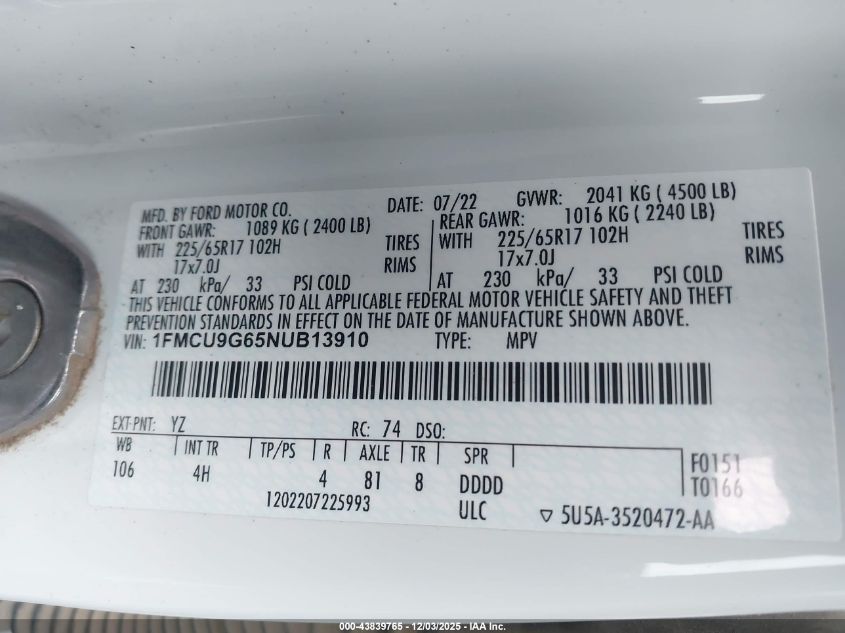 MFD. BY FORD MOTOR CO. DATE: 07/22 GVWR: 2041 KG ( 4500 LB)
FRONT GAWR: 1089 KG ( 2400 LB) REAR GAWR: 1016 KG ( 2240 LB)
WITH 225/65R17 102H TIRES WITH 225/65R17 102H TIRES
17x7.0J RIMS 17x7.0J RIMS
AT 230 kPa/ 33 PSI COLD AT 230 kPa/ 33 PSI COLD
THIS VEHICLE CONFORMS TO ALL APPLICABLE FEDERAL MOTOR VEHICLE SAFETY AND THEFT
PREVENTION STANDARDS IN EFFECT ON THE DATE OF MANUFACTURE SHOWN ABOVE.
VIN: 1FMCU9G65NUB13910 TYPE: MPV
EXT PNT: YZ RC: 74 DSO:
WB INT TR TP/PS R AXLE TR SPR
106 4H 4 81 8 DDDD
F0151
T0166
1202207225993 ULC ▽ 5U5A-3520472-AA
000-43839765 - 12/03/2025 - IAA Inc.